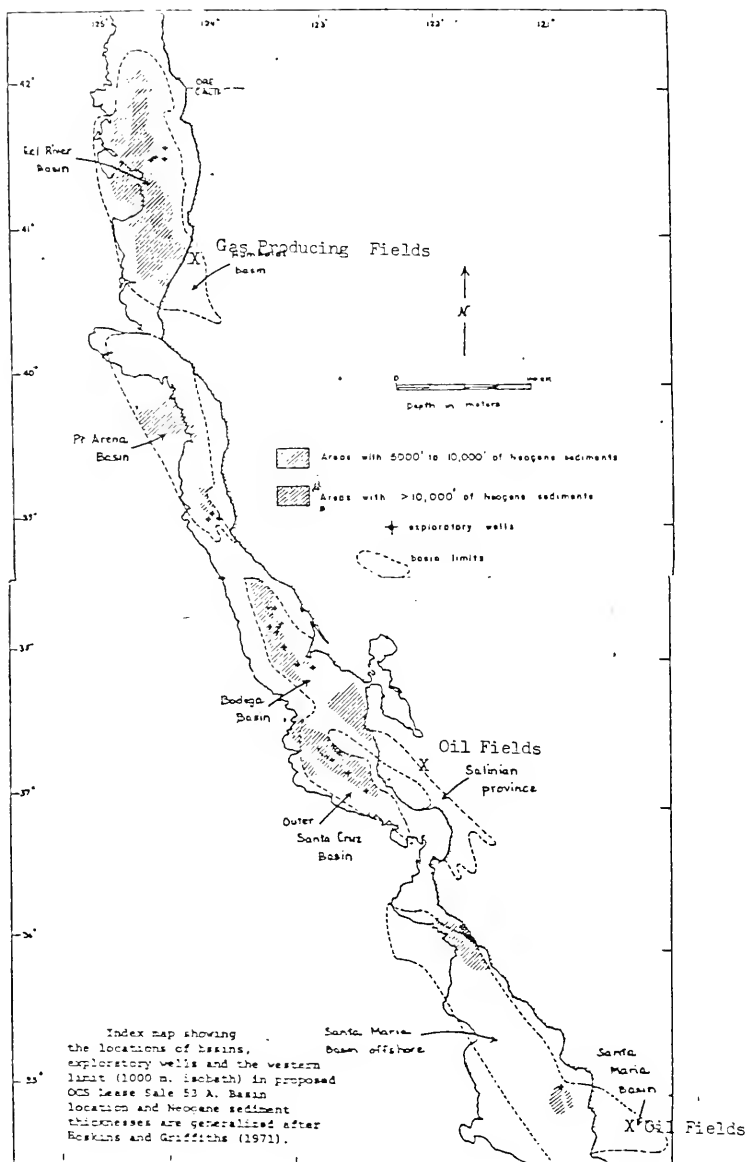 125° 124° 123° 122° 121°
42°
ORE
CALIF
Eel River
Basin
41°
X Gas Producing Fields
Humboldt
basin
N
40°
0
Depth in meters
Pt Arena
Basin
Areas with 5000' to 10,000' of Neogene sediments
Areas with >10,000' of Neogene sediments
39°
exploratory wells
basin limits
Bodega
Basin
Oil Fields
X
Salinian
province
37°
Outer
Santa Cruz
Basin
36°
Index map showing
the locations of basins,
exploratory wells and the western
limit (1000 m. isobath) in proposed
OCS Lease Sale 53 A. Basin
location and Neogene sediment
thicknesses are generalized after
Hoskins and Griffiths (1971).
Santa Maria
Basin offshore
Santa
Maria
Basin
X Oil Fields